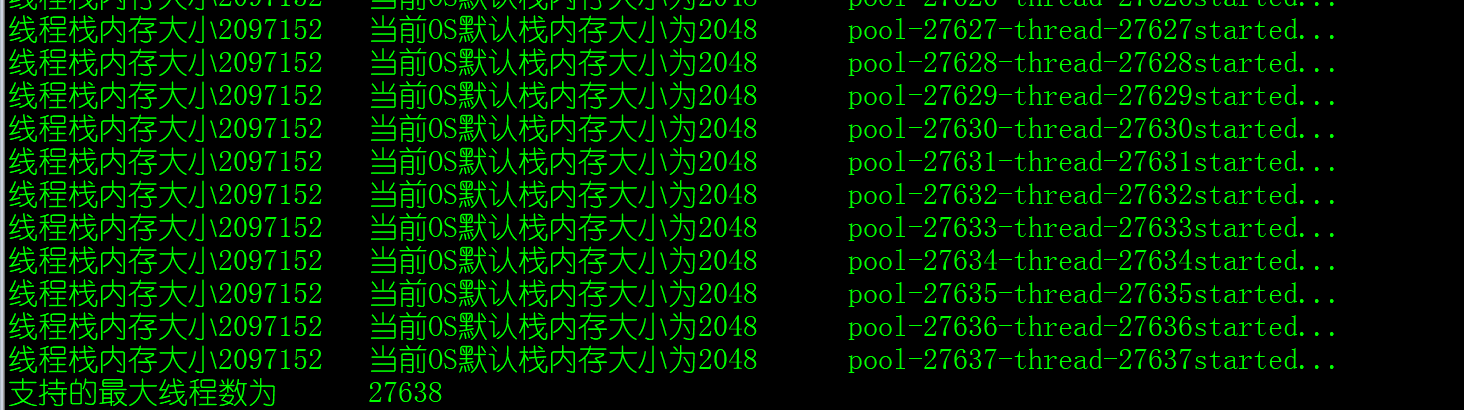 线程栈内存大小\2097152 当前OS默认栈内存大小\为2048 pool-27626-thread-27626started...
线程栈内存大小\2097152 当前OS默认栈内存大小\为2048 pool-27627-thread-27627started...
线程栈内存大小\2097152 当前OS默认栈内存大小\为2048 pool-27628-thread-27628started...
线程栈内存大小\2097152 当前OS默认栈内存大小\为2048 pool-27629-thread-27629started...
线程栈内存大小\2097152 当前OS默认栈内存大小\为2048 pool-27630-thread-27630started...
线程栈内存大小\2097152 当前OS默认栈内存大小\为2048 pool-27631-thread-27631started...
线程栈内存大小\2097152 当前OS默认栈内存大小\为2048 pool-27632-thread-27632started...
线程栈内存大小\2097152 当前OS默认栈内存大小\为2048 pool-27633-thread-27633started...
线程栈内存大小\2097152 当前OS默认栈内存大小\为2048 pool-27634-thread-27634started...
线程栈内存大小\2097152 当前OS默认栈内存大小\为2048 pool-27635-thread-27635started...
线程栈内存大小\2097152 当前OS默认栈内存大小\为2048 pool-27636-thread-27636started...
线程栈内存大小\2097152 当前OS默认栈内存大小\为2048 pool-27637-thread-27637started...
支持的最大线程数为 27638